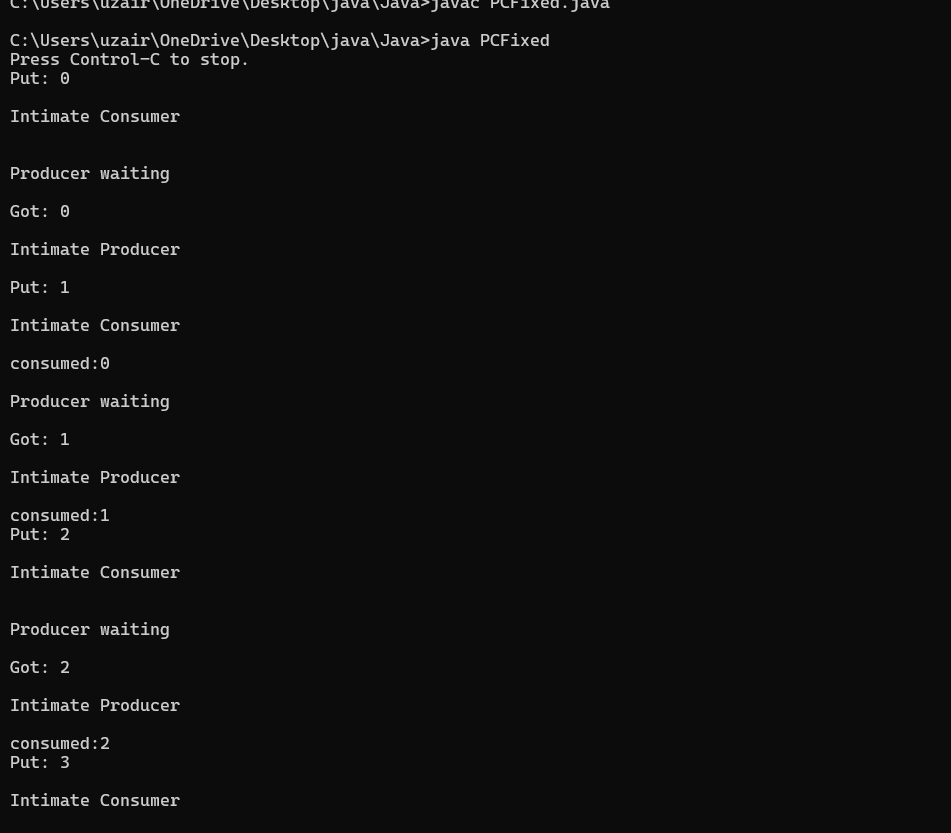 C:\Users\uzair\OneDrive\Desktop\java\Java>javac PCFixed.java
C:\Users\uzair\OneDrive\Desktop\java\Java>java PCFixed
Press Control-C to stop.
Put: 0
Intimate Consumer
Producer waiting
Got: 0
Intimate Producer
Put: 1
Intimate Consumer
consumed:0
Producer waiting
Got: 1
Intimate Producer
consumed:1
Put: 2
Intimate Consumer
Producer waiting
Got: 2
Intimate Producer
consumed:2
Put: 3
Intimate Consumer